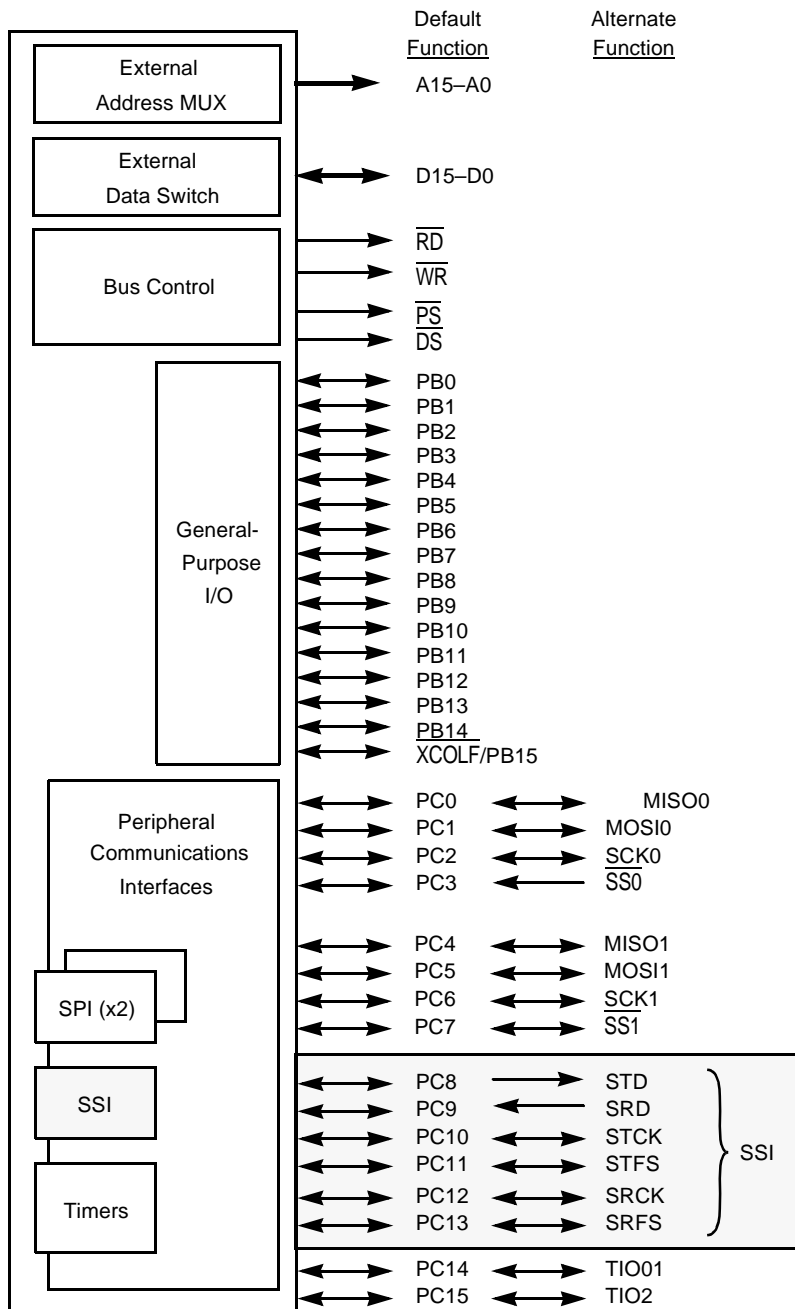 Default Alternate
Function Function
External
Address MUX
A15–A0
External
Data Switch
D15–D0
Bus Control
RD
WR
PS
DS
General-
Purpose
I/O
PB0
PB1
PB2
PB3
PB4
PB5
PB6
PB7
PB8
PB9
PB10
PB11
PB12
PB13
PB14
XCOLF/PB15
Peripheral
Communications
Interfaces
PC0 MISO0
PC1 MOSI0
PC2 SCK0
PC3 SS0
SPI (x2)
PC4 MISO1
PC5 MOSI1
PC6 SCK1
PC7 SS1
SSI
PC8 STD
PC9 SRD
PC10 STCK
PC11 STFS
PC12 SRCK
PC13 SRFS
SSI
Timers
PC14 TIO01
PC15 TIO2